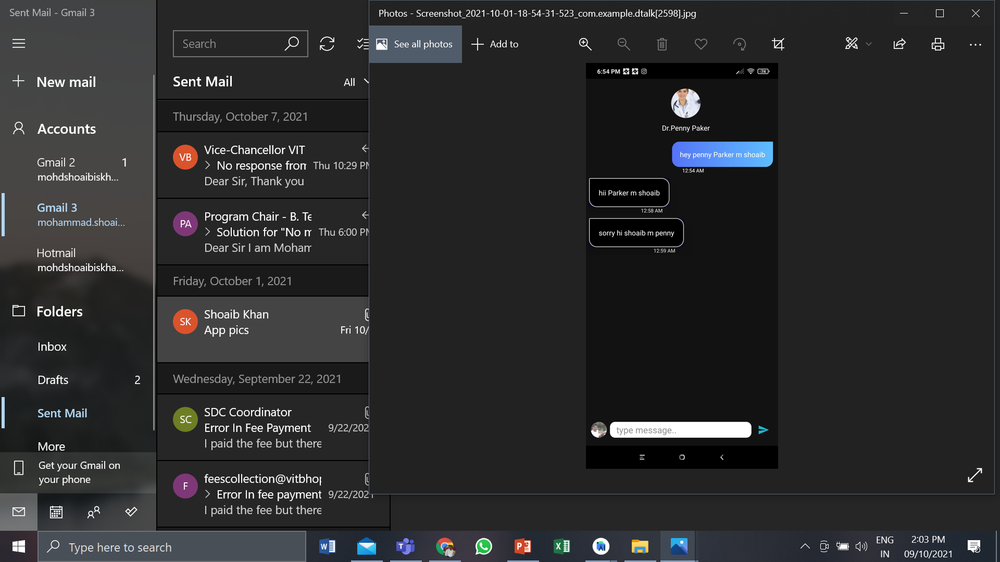 Sent Mail - Gmail 3
New mail
Accounts
Gmail 2 1
mohdshoaibiskh...
Gmail 3
mohammad.shoai...
Hotmail
mohdshoaibiskha...
Folders
Inbox
Drafts 2
Sent Mail
More
Get your Gmail on
your phone
Search
Sent Mail All
Thursday, October 7, 2021
VB
Vice-Chancellor VIT
No response from Thu 10:29 PM
Dear Sir, Thank you
PA
Program Chair - B. Te
Solution for "No m Thu 6:00 PM
Dear Sir I am Moham
Friday, October 1, 2021
SK
Shoaib Khan
App pics Fri 10/
Wednesday, September 22, 2021
SC
SDC Coordinator
Error In Fee Payment 9/22/202
I paid the fee but there
F
feescollection@vitbhop
Error In fee payment 9/22/2021
I paid the fee but there
Photos - Screenshot_2021-10-01-18-54-31-523_com.example.dtalk[2598].jpg
See all photos
Add to
6:54 PM
74
Dr.Penny Paker
hey penny Parker m shoaib
12:54 AM
hii Parker m shoaib
12:58 AM
sorry hi shoaib m penny
12:59 AM
type message..
Type here to search
ENG
IN
2:03 PM
09/10/2021